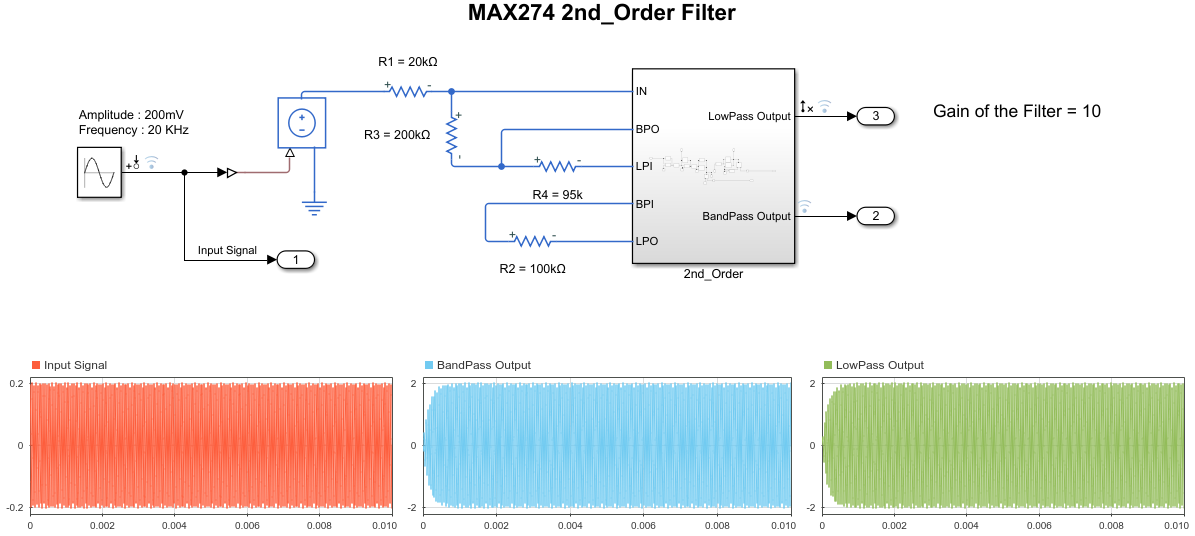 MAX274 2nd_Order Filter
Amplitude : 200mV
Frequency : 20 KHz
R1 = 20kΩ
R3 = 200kΩ
R4 = 95k
R2 = 100kΩ
Input Signal
1
IN
BPO
LPI
BPI
LPO
LowPass Output
BandPass Output
2nd_Order
3
2
Gain of the Filter = 10
Input Signal
0.2
0
-0.2
0 0.002 0.004 0.006 0.008 0.010
BandPass Output
2
0
-2
0 0.002 0.004 0.006 0.008 0.010
LowPass Output
2
0
-2
0 0.002 0.004 0.006 0.008 0.010